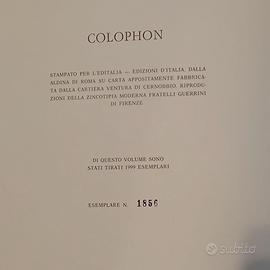 COLOPHON
STAMPATO PER L'EDITALIA — EDIZIONI D'ITALIA, DALLA
ALDINA DI ROMA SU CARTA APPOSITAMENTE FABBRICA-
TA DALLA CARTIERA VENTURA DI CERNOBBIO. RIPRODU-
ZIONI DELLA ZINCOTIPIA MODERNA FRATELLI GUERRINI
DI FIRENZE
DI QUESTO VOLUME SONO
STATI TIRATI 1999 ESEMPLARI
ESEMPLARE N. 1856
subito